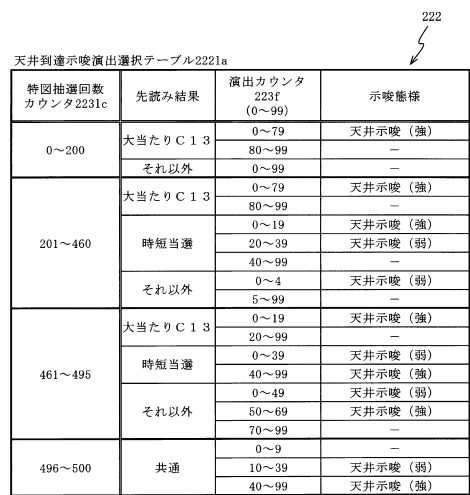 222
天井到達示唆演出選択テーブル2221a
特図抽選回数
カウンタ2231c
先読み結果
演出カウンタ
223f
(0～99)
示唆態様
0～200
大当たりC13
0～79
天井示唆（強）
80～99
－
それ以外
0～99
－
201～460
大当たりC13
0～79
天井示唆（強）
80～99
－
時短当選
0～19
天井示唆（強）
20～39
天井示唆（弱）
40～99
－
それ以外
0～4
天井示唆（弱）
5～99
－
461～495
大当たりC13
0～19
天井示唆（強）
20～99
－
時短当選
0～39
天井示唆（弱）
40～99
天井示唆（強）
それ以外
0～49
天井示唆（弱）
50～69
天井示唆（強）
70～99
－
496～500
共通
0～9
－
10～39
天井示唆（弱）
40～99
天井示唆（強）